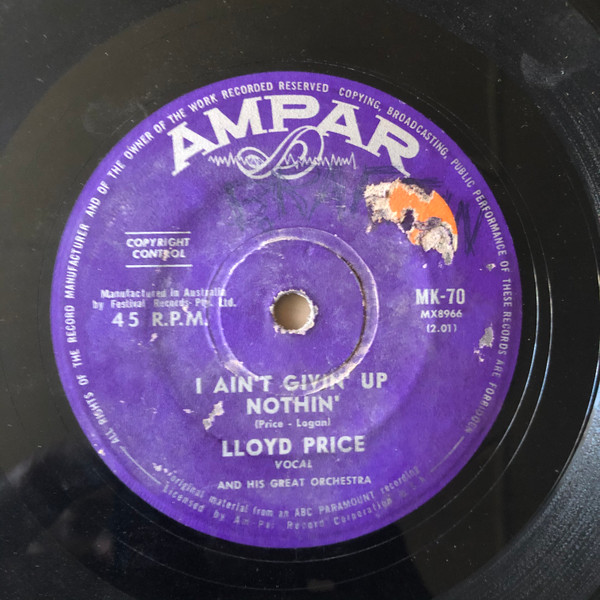 ALL RIGHTS OF THE RECORD MANUFACTURER AND OF THE OWNER OF THE WORK RECORDED RESERVED COPYING, BROADCASTING, PUBLIC PERFORMANCE OF THESE RECORDS ARE FORBIDDEN
AMPAR
COPYRIGHT
CONTROL
Manufactured in Australia
by Festival Records Pty. Ltd.
45 R.P.M.
MK-70
MX8966
(2.01)
I AIN'T GIVIN' UP
NOTHIN'
(Price - Logan)
LLOYD PRICE
VOCAL
AND HIS GREAT ORCHESTRA
Original material from an ABC PARAMOUNT recording
Licensed by Am-Par Record Corporation